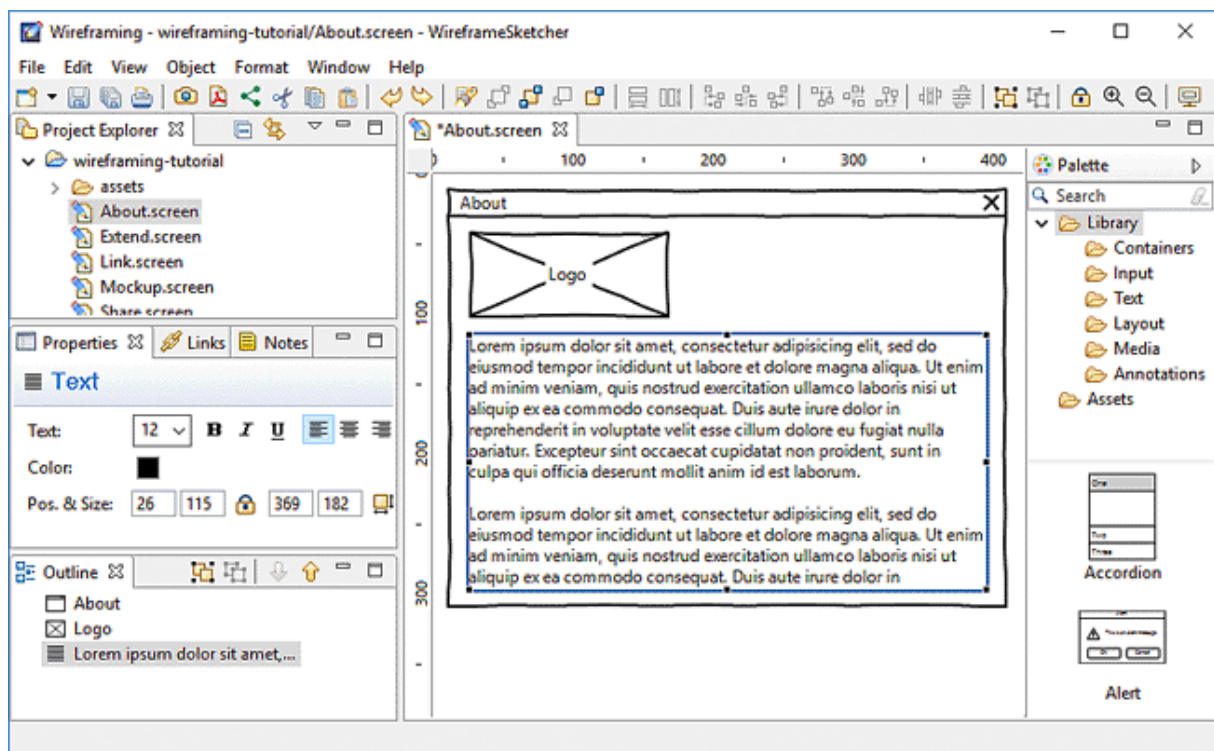 Wireframing - wireframing-tutorial/About.screen - WireframeSketcher
File Edit View Object Format Window Help
Project Explorer
wireframing-tutorial
assets
About.screen
Extend.screen
Link.screen
Mockup.screen
Share.screen
Properties Links Notes
Text
Text: 12 B I U
Color:
Pos. & Size: 26 115 369 182
Outline
About
Logo
Lorem ipsum dolor sit amet,...
*About.screen
0 100 200 300 400
0
100
200
300
About
Logo
Lorem ipsum dolor sit amet, consectetur adipisicing elit, sed do
eiusmod tempor incididunt ut labore et dolore magna aliqua. Ut enim
ad minim veniam, quis nostrud exercitation ullamco laboris nisi ut
aliquip ex ea commodo consequat. Duis aute irure dolor in
reprehenderit in voluptate velit esse cillum dolore eu fugiat nulla
pariatur. Excepteur sint occaecat cupidatat non proident, sunt in
culpa qui officia deserunt mollit anim id est laborum.
Lorem ipsum dolor sit amet, consectetur adipisicing elit, sed do
eiusmod tempor incididunt ut labore et dolore magna aliqua. Ut enim
ad minim veniam, quis nostrud exercitation ullamco laboris nisi ut
aliquip ex ea commodo consequat. Duis aute irure dolor in
Palette
Search
Library
Containers
Input
Text
Layout
Media
Annotations
Assets
One
Two
Three
Accordion
Alert